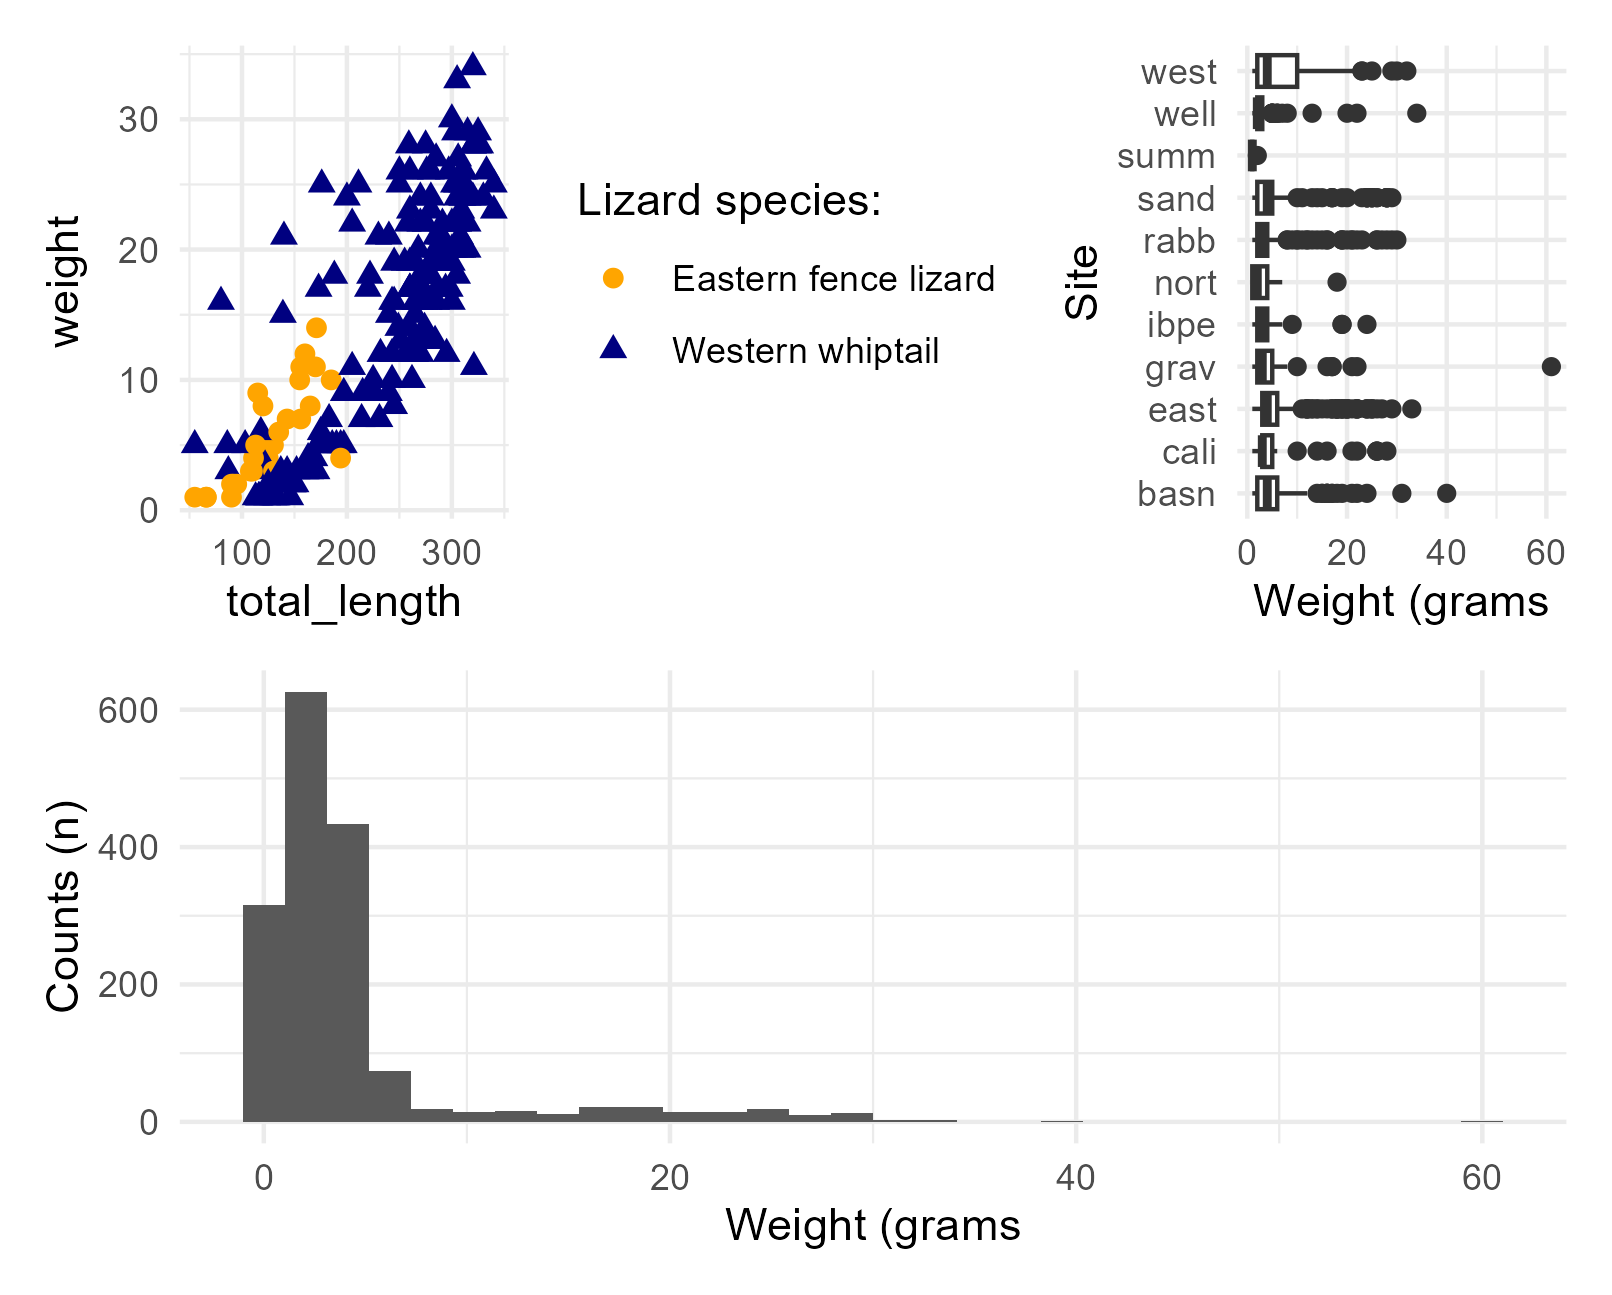 weight
30
20
10
0
100 200 300
total_length
Lizard species:
Eastern fence lizard
Western whiptail
Site
west
well
summ
sand
rabb
nort
ibpe
grav
east
cali
basn
0 20 40 60
Weight (grams
Counts (n)
600
400
200
0
0 20 40 60
Weight (grams